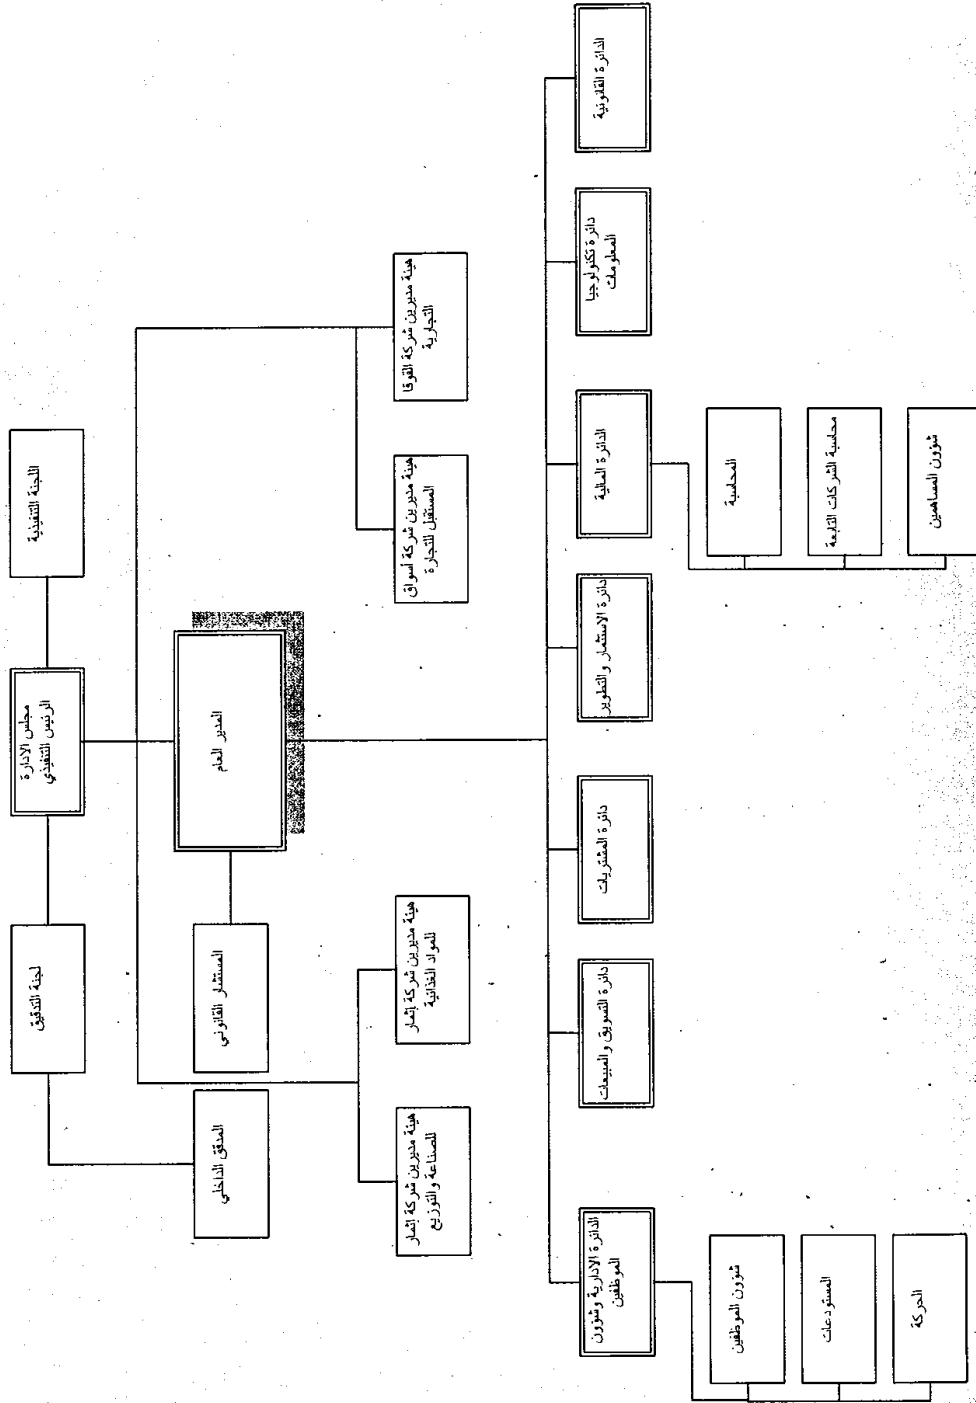 مجلس الادارة
الرئيس التنفيذي
اللجنة التنفيذية
لجنة التدقيق
المدير العام
المستشار القانوني
المدقق الداخلي
هيئة مديرين شركة القوقا
التجارية
هيئة مديرين شركة أسواق
المستقبل للتجارة
هيئة مديرين شركة إثمار
للمواد الغذائية
هيئة مديرين شركة إثمار
للصناعة والتوزيع
الدائرة القانونية
دائرة تكنولوجيا
المعلومات
الدائرة المالية
دائرة الاستثمار والتطوير
دائرة المشتريات
دائرة التسويق والمبيعات
الدائرة الادارية وشؤون
الموظفين
المحاسبة
محاسبة الشركات التابعة
شؤون المساهمين
شؤون الموظفين
المستودعات
الحركة